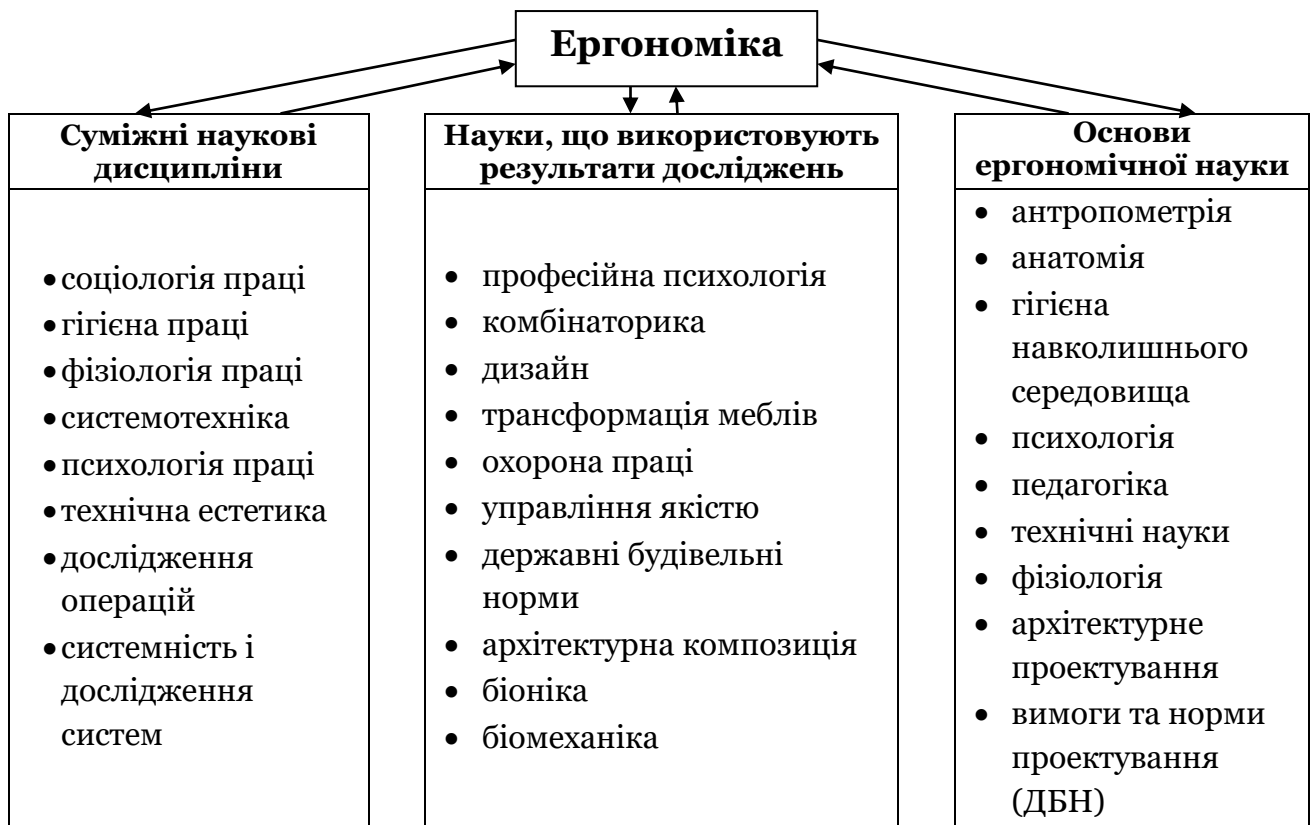 Ергономіка
Суміжні наукові
дисципліни
• соціологія праці
• гігієна праці
• фізіологія праці
• системотехніка
• психологія праці
• технічна естетика
• дослідження
операцій
• системність і
дослідження
систем
Науки, що використовують
результати досліджень
• професійна психологія
• комбінаторика
• дизайн
• трансформація меблів
• охорона праці
• управління якістю
• державні будівельні
норми
• архітектурна композиція
• біоніка
• біомеханіка
Основи
ергономічної науки
• антропометрія
• анатомія
• гігієна
навколишнього
середовища
• психологія
• педагогіка
• технічні науки
• фізіологія
• архітектурне
проектування
• вимоги та норми
проектування
(ДБН)